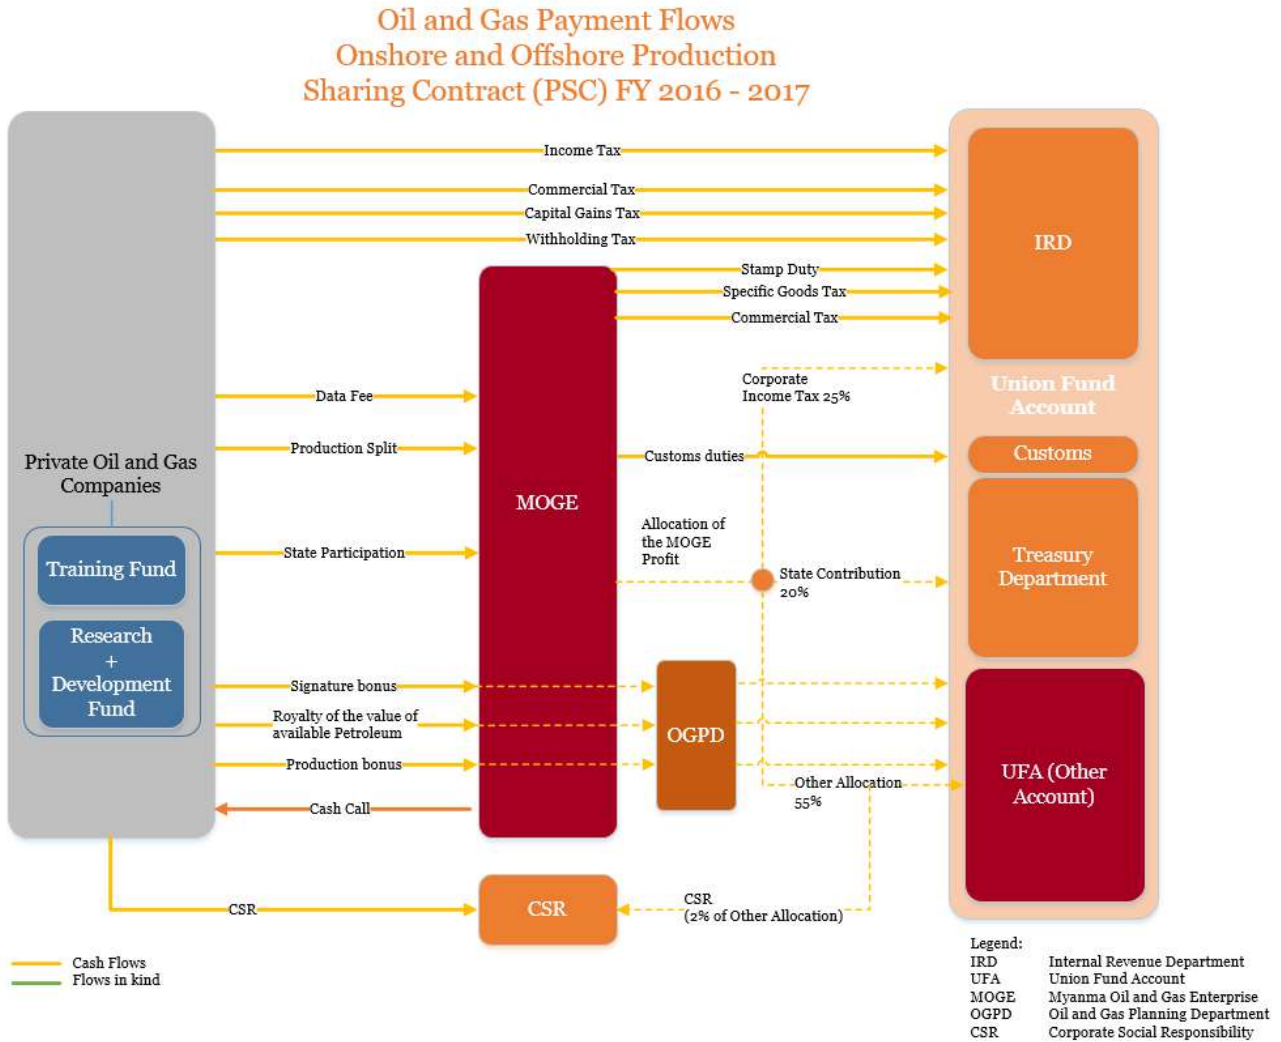 Oil and Gas Payment Flows
Onshore and Offshore Production
Sharing Contract (PSC) FY 2016 - 2017
Income Tax
Commercial Tax
Capital Gains Tax
Withholding Tax
IRD
Stamp Duty
Specific Goods Tax
Commercial Tax
Corporate
Income Tax 25%
Union Fund
Account
Data Fee
Production Split
Customs duties
Customs
Private Oil and Gas
Companies
MOGE
Allocation of
the MOGE
Profit
State Participation
Training Fund
State Contribution
20%
Treasury
Department
Research
+
Development
Fund
Signature bonus
Royalty of the value of
available Petroleum
Production bonus
OGPD
Cash Call
Other Allocation
55%
UFA (Other
Account)
CSR
CSR
CSR
(2% of Other Allocation)
Cash Flows
Flows in kind
Legend:
IRD Internal Revenue Department
UFA Union Fund Account
MOGE Myanma Oil and Gas Enterprise
OGPD Oil and Gas Planning Department
CSR Corporate Social Responsibility